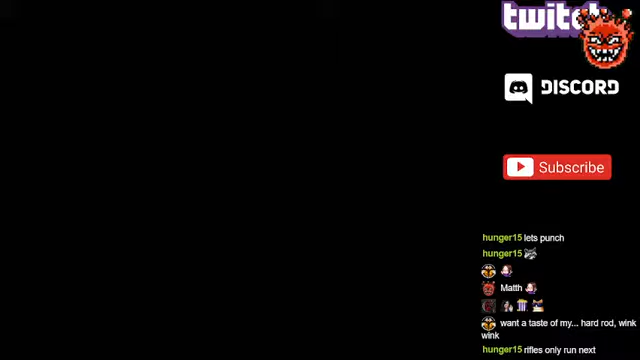 twitch
DISCORD
Subscribe
hunger15 lets punch
hunger15
Matth
want a taste of my... hard rod, wink
wink
hunger15 rifles only run next